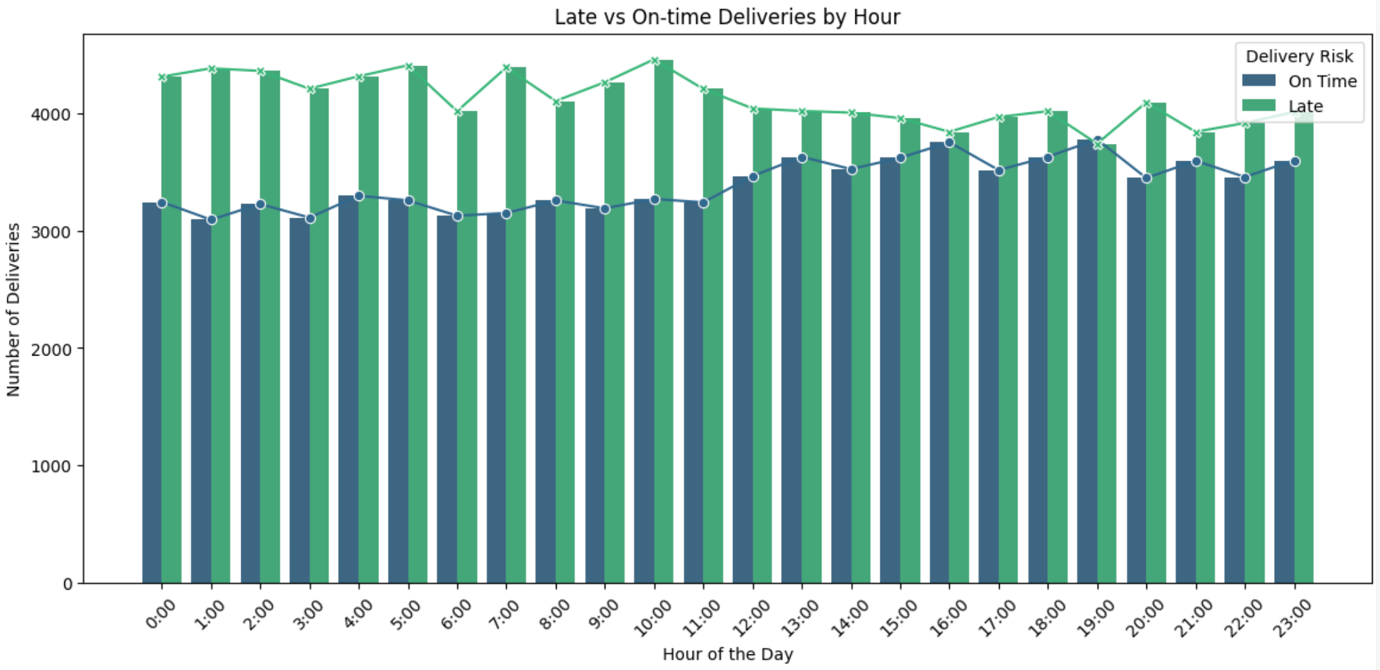 Late vs On-time Deliveries by Hour
Delivery Risk
On Time
Late
Number of Deliveries
4000
3000
2000
1000
0
0:00 1:00 2:00 3:00 4:00 5:00 6:00 7:00 8:00 9:00 10:00 11:00 12:00 13:00 14:00 15:00 16:00 17:00 18:00 19:00 20:00 21:00 22:00 23:00
Hour of the Day